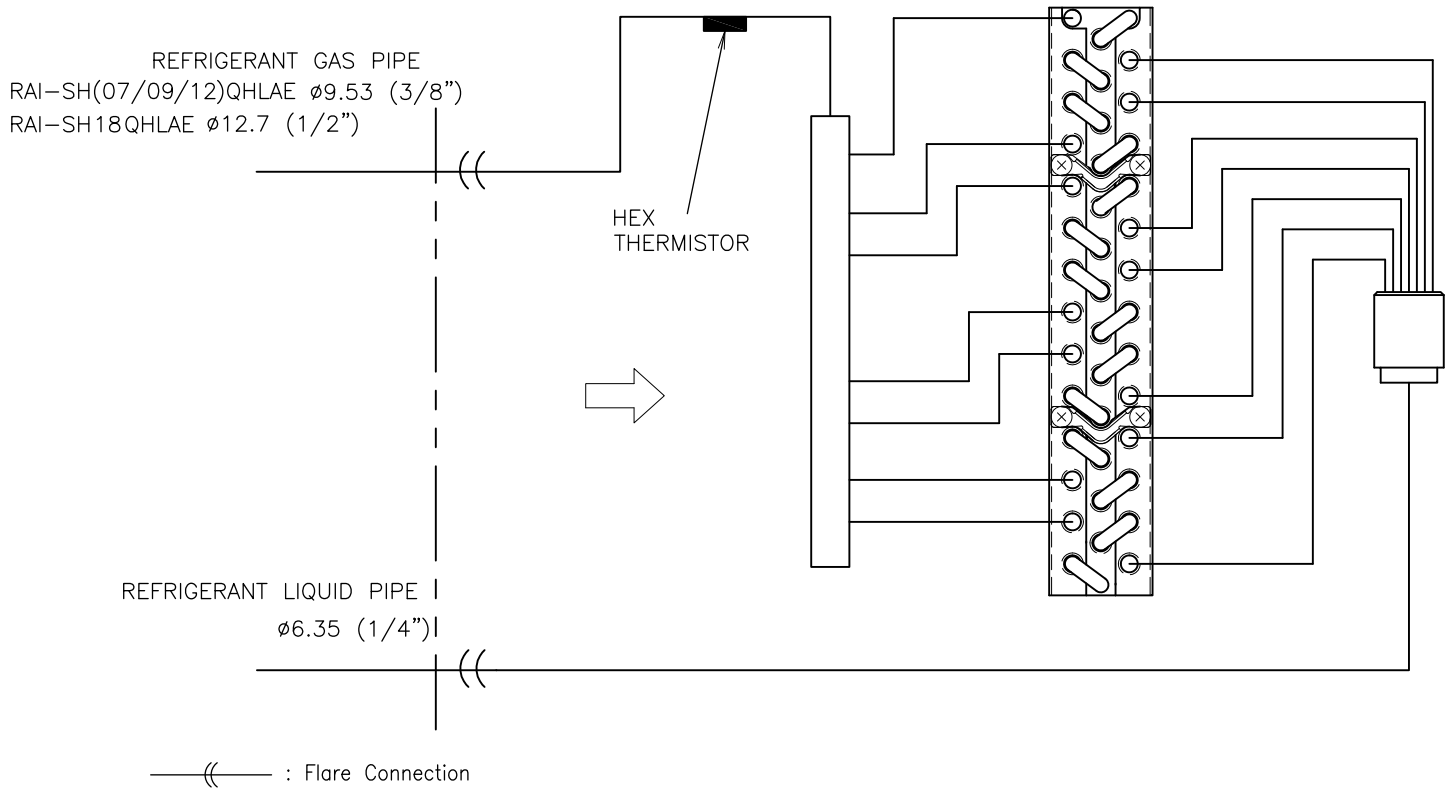 REFRIGERANT GAS PIPE
RAI-SH(07/09/12)QHLAE ø9.53 (3/8")
RAI-SH18QHLAE ø12.7 (1/2")
HEX
THERMISTOR
REFRIGERANT LIQUID PIPE
ø6.35 (1/4")
: Flare Connection